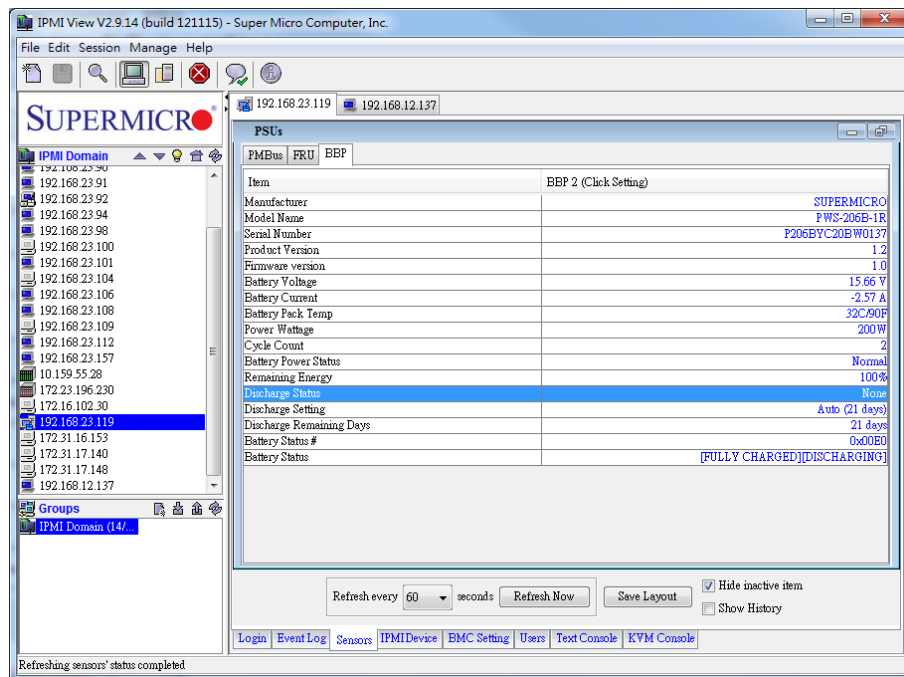 IPMI View V2.9.14 (build 121115) - Super Micro Computer, Inc.
File Edit Session Manage Help
SUPERMICRO
192.168.23.119 192.168.12.137
IPMI Domain
192.168.23.90
192.168.23.91
192.168.23.92
192.168.23.94
192.168.23.98
192.168.23.100
192.168.23.101
192.168.23.104
192.168.23.106
192.168.23.108
192.168.23.109
192.168.23.112
192.168.23.157
10.159.55.28
172.23.196.230
172.16.102.30
192.168.23.119
172.31.16.153
172.31.17.140
172.31.17.148
192.168.12.137
Groups
IPMI Domain (14/...
PSUs
PMBus FRU BBP
Item BBP 2 (Click Setting)
Manufacturer SUPERMICRO
Model Name PWS-206B-1R
Serial Number P206BYC20BW0137
Product Version 1.2
Firmware version 1.0
Battery Voltage 15.66 V
Battery Current -2.57 A
Battery Pack Temp 32C/90F
Power Wattage 200 W
Cycle Count 2
Battery Power Status Normal
Remaining Energy 100%
Discharge Status None
Discharge Setting Auto (21 days)
Discharge Remaining Days 21 days
Battery Status # 0x00E0
Battery Status [FULLY CHARGED][DISCHARGING]
Refresh every 60 seconds Refresh Now Save Layout
Hide inactive item
Show History
Login Event Log Sensors IPMI Device BMC Setting Users Text Console KVM Console
Refreshing sensors' status completed